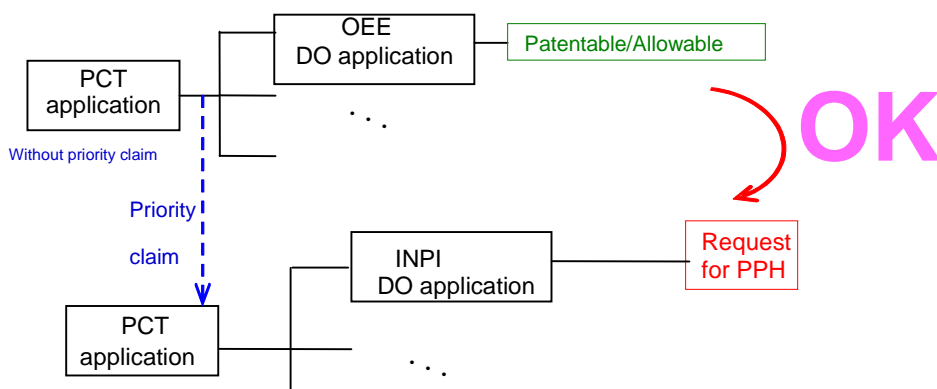 OEE
DO application
Patentable/Allowable
PCT
application
. . .
OK
Without priority claim
Priority
claim
INPI
DO application
Request
for PPH
PCT
application
. . .